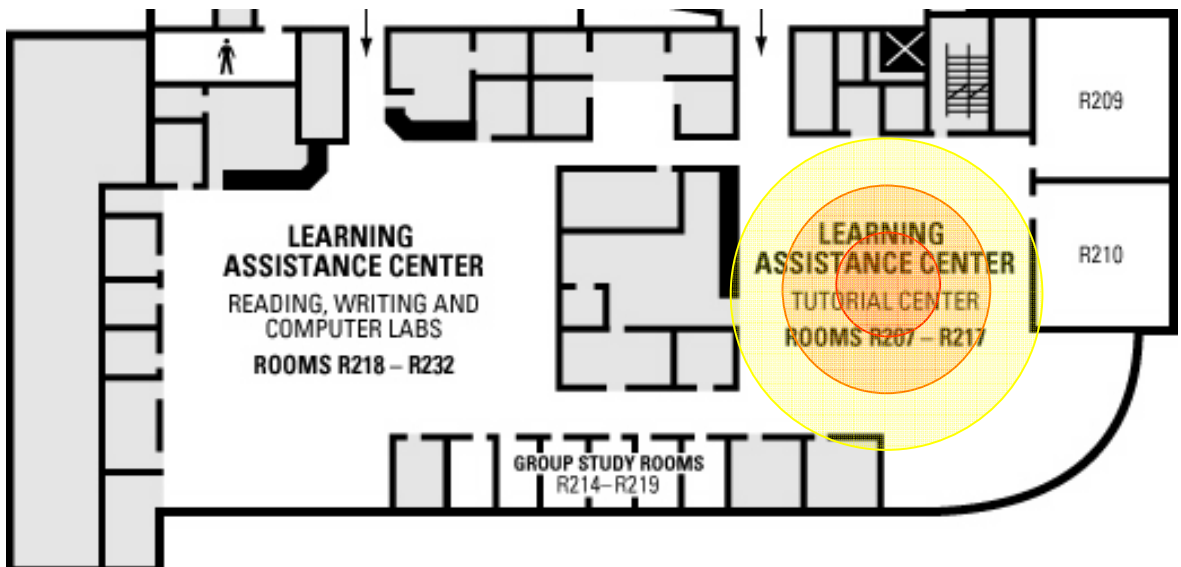 R209
LEARNING
ASSISTANCE CENTER
READING, WRITING AND
COMPUTER LABS
ROOMS R218 – R232
LEARNING
ASSISTANCE CENTER
TUTORIAL CENTER
ROOMS R207 – R217
R210
GROUP STUDY ROOMS
R214–R219